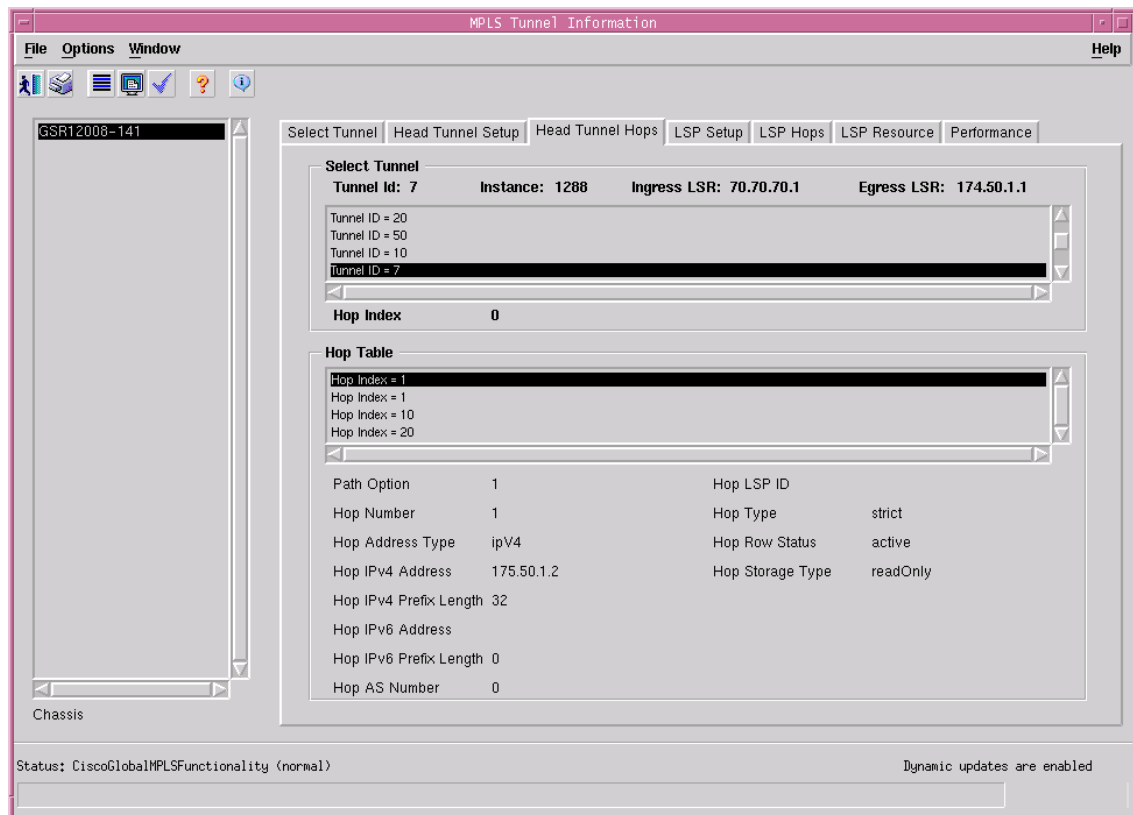 MPLS Tunnel Information
File Options Window Help
GSR12008-141
Chassis
Select Tunnel Head Tunnel Setup Head Tunnel Hops LSP Setup LSP Hops LSP Resource Performance
Select Tunnel
Tunnel Id: 7 Instance: 1288 Ingress LSR: 70.70.70.1 Egress LSR: 174.50.1.1
Tunnel ID = 20
Tunnel ID = 50
Tunnel ID = 10
Tunnel ID = 7
Hop Index 0
Hop Table
Hop Index = 1
Hop Index = 1
Hop Index = 10
Hop Index = 20
Path Option 1 Hop LSP ID
Hop Number 1 Hop Type strict
Hop Address Type ipV4 Hop Row Status active
Hop IPv4 Address 175.50.1.2 Hop Storage Type readOnly
Hop IPv4 Prefix Length 32
Hop IPv6 Address
Hop IPv6 Prefix Length 0
Hop AS Number 0
Status: CiscoGlobalMPLSFunctionality (normal) Dynamic updates are enabled